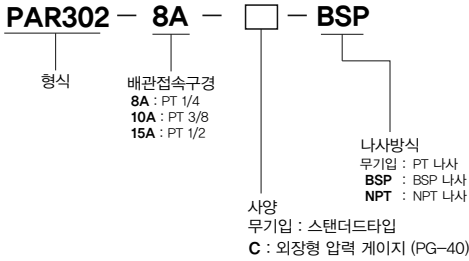 PAR302 - 8A - □ - BSP
형식
배관접속구경
8A : PT 1/4
10A : PT 3/8
15A : PT 1/2
나사방식
무기입 : PT 나사
BSP : BSP 나사
NPT : NPT 나사
사양
무기입 : 스탠더드타입
C : 외장형 압력 게이지 (PG-40)